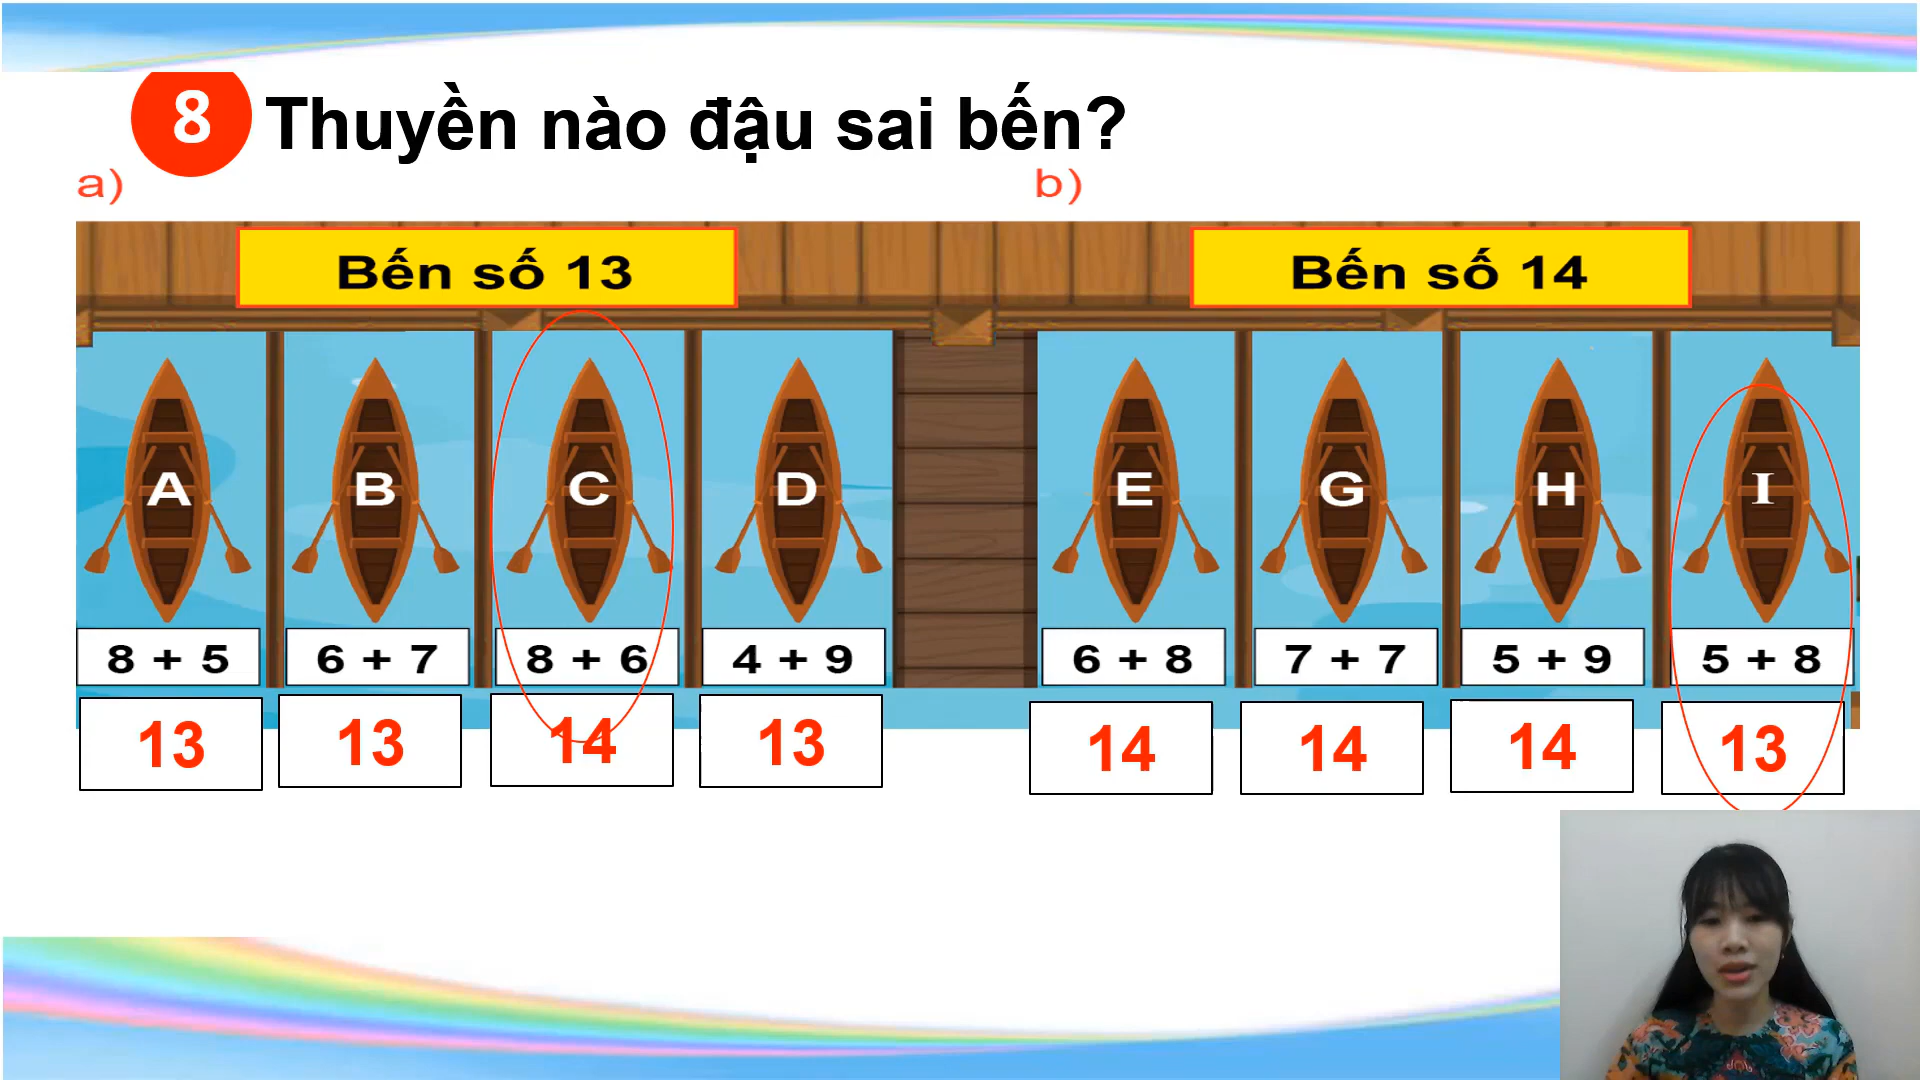 8 Thuyền nào đậu sai bến?
a)
b)
Bến số 13
Bến số 14
A B C D E G H I
8 + 5 6 + 7 8 + 6 4 + 9 6 + 8 7 + 7 5 + 9 5 + 8
13 13 14 13 14 14 14 13